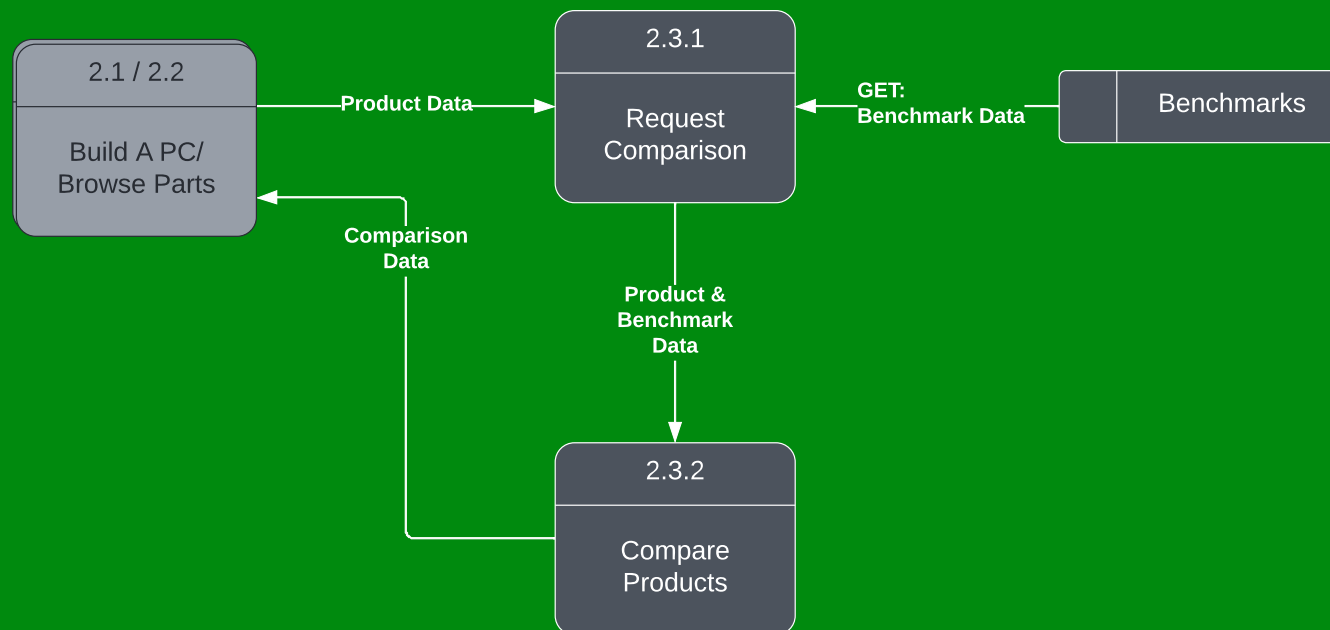 2.3.1
2.1 / 2.2
Product Data
Request
Comparison
GET:
Benchmark Data
Benchmarks
Build A PC/
Browse Parts
Comparison
Data
Product &
Benchmark
Data
2.3.2
Compare
Products